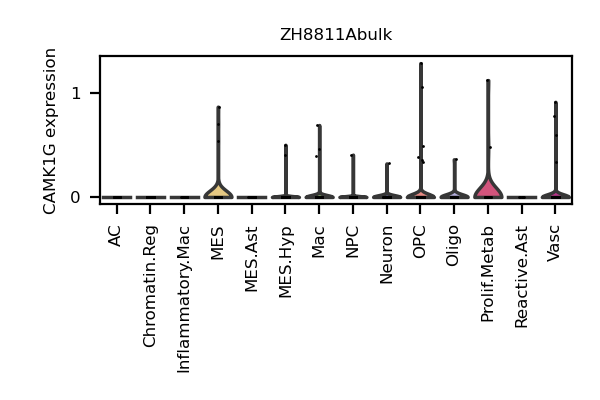 ZH8811Abulk
CAMK1G expression
1
0
AC
Chromatin.Reg
Inflammatory.Mac
MES
MES.Ast
MES.Hyp
Mac
NPC
Neuron
OPC
Oligo
Prolif.Metab
Reactive.Ast
Vasc